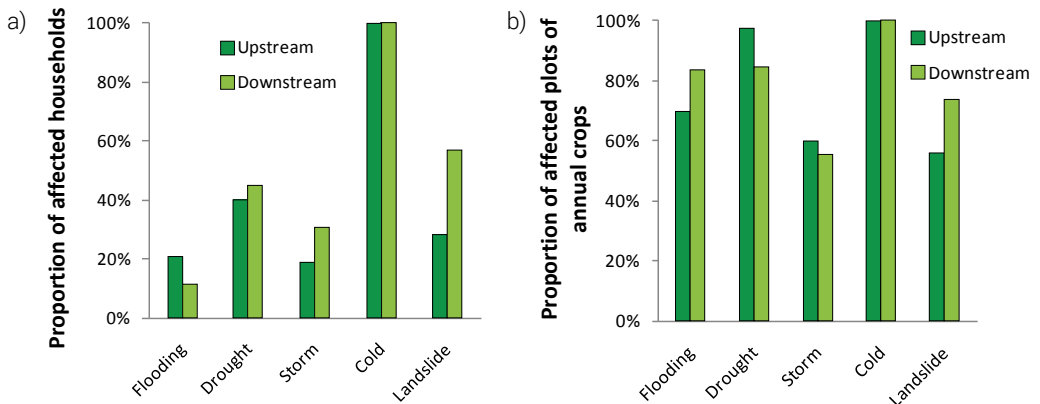 a)
Proportion of affected households
100%
80%
60%
40%
20%
0%
Upstream
Downstream
Flooding
Drought
Storm
Cold
Landslide
b)
Proportion of affected plots of
annual crops
100%
80%
60%
40%
20%
0%
Upstream
Downstream
Flooding
Drought
Storm
Cold
Landslide